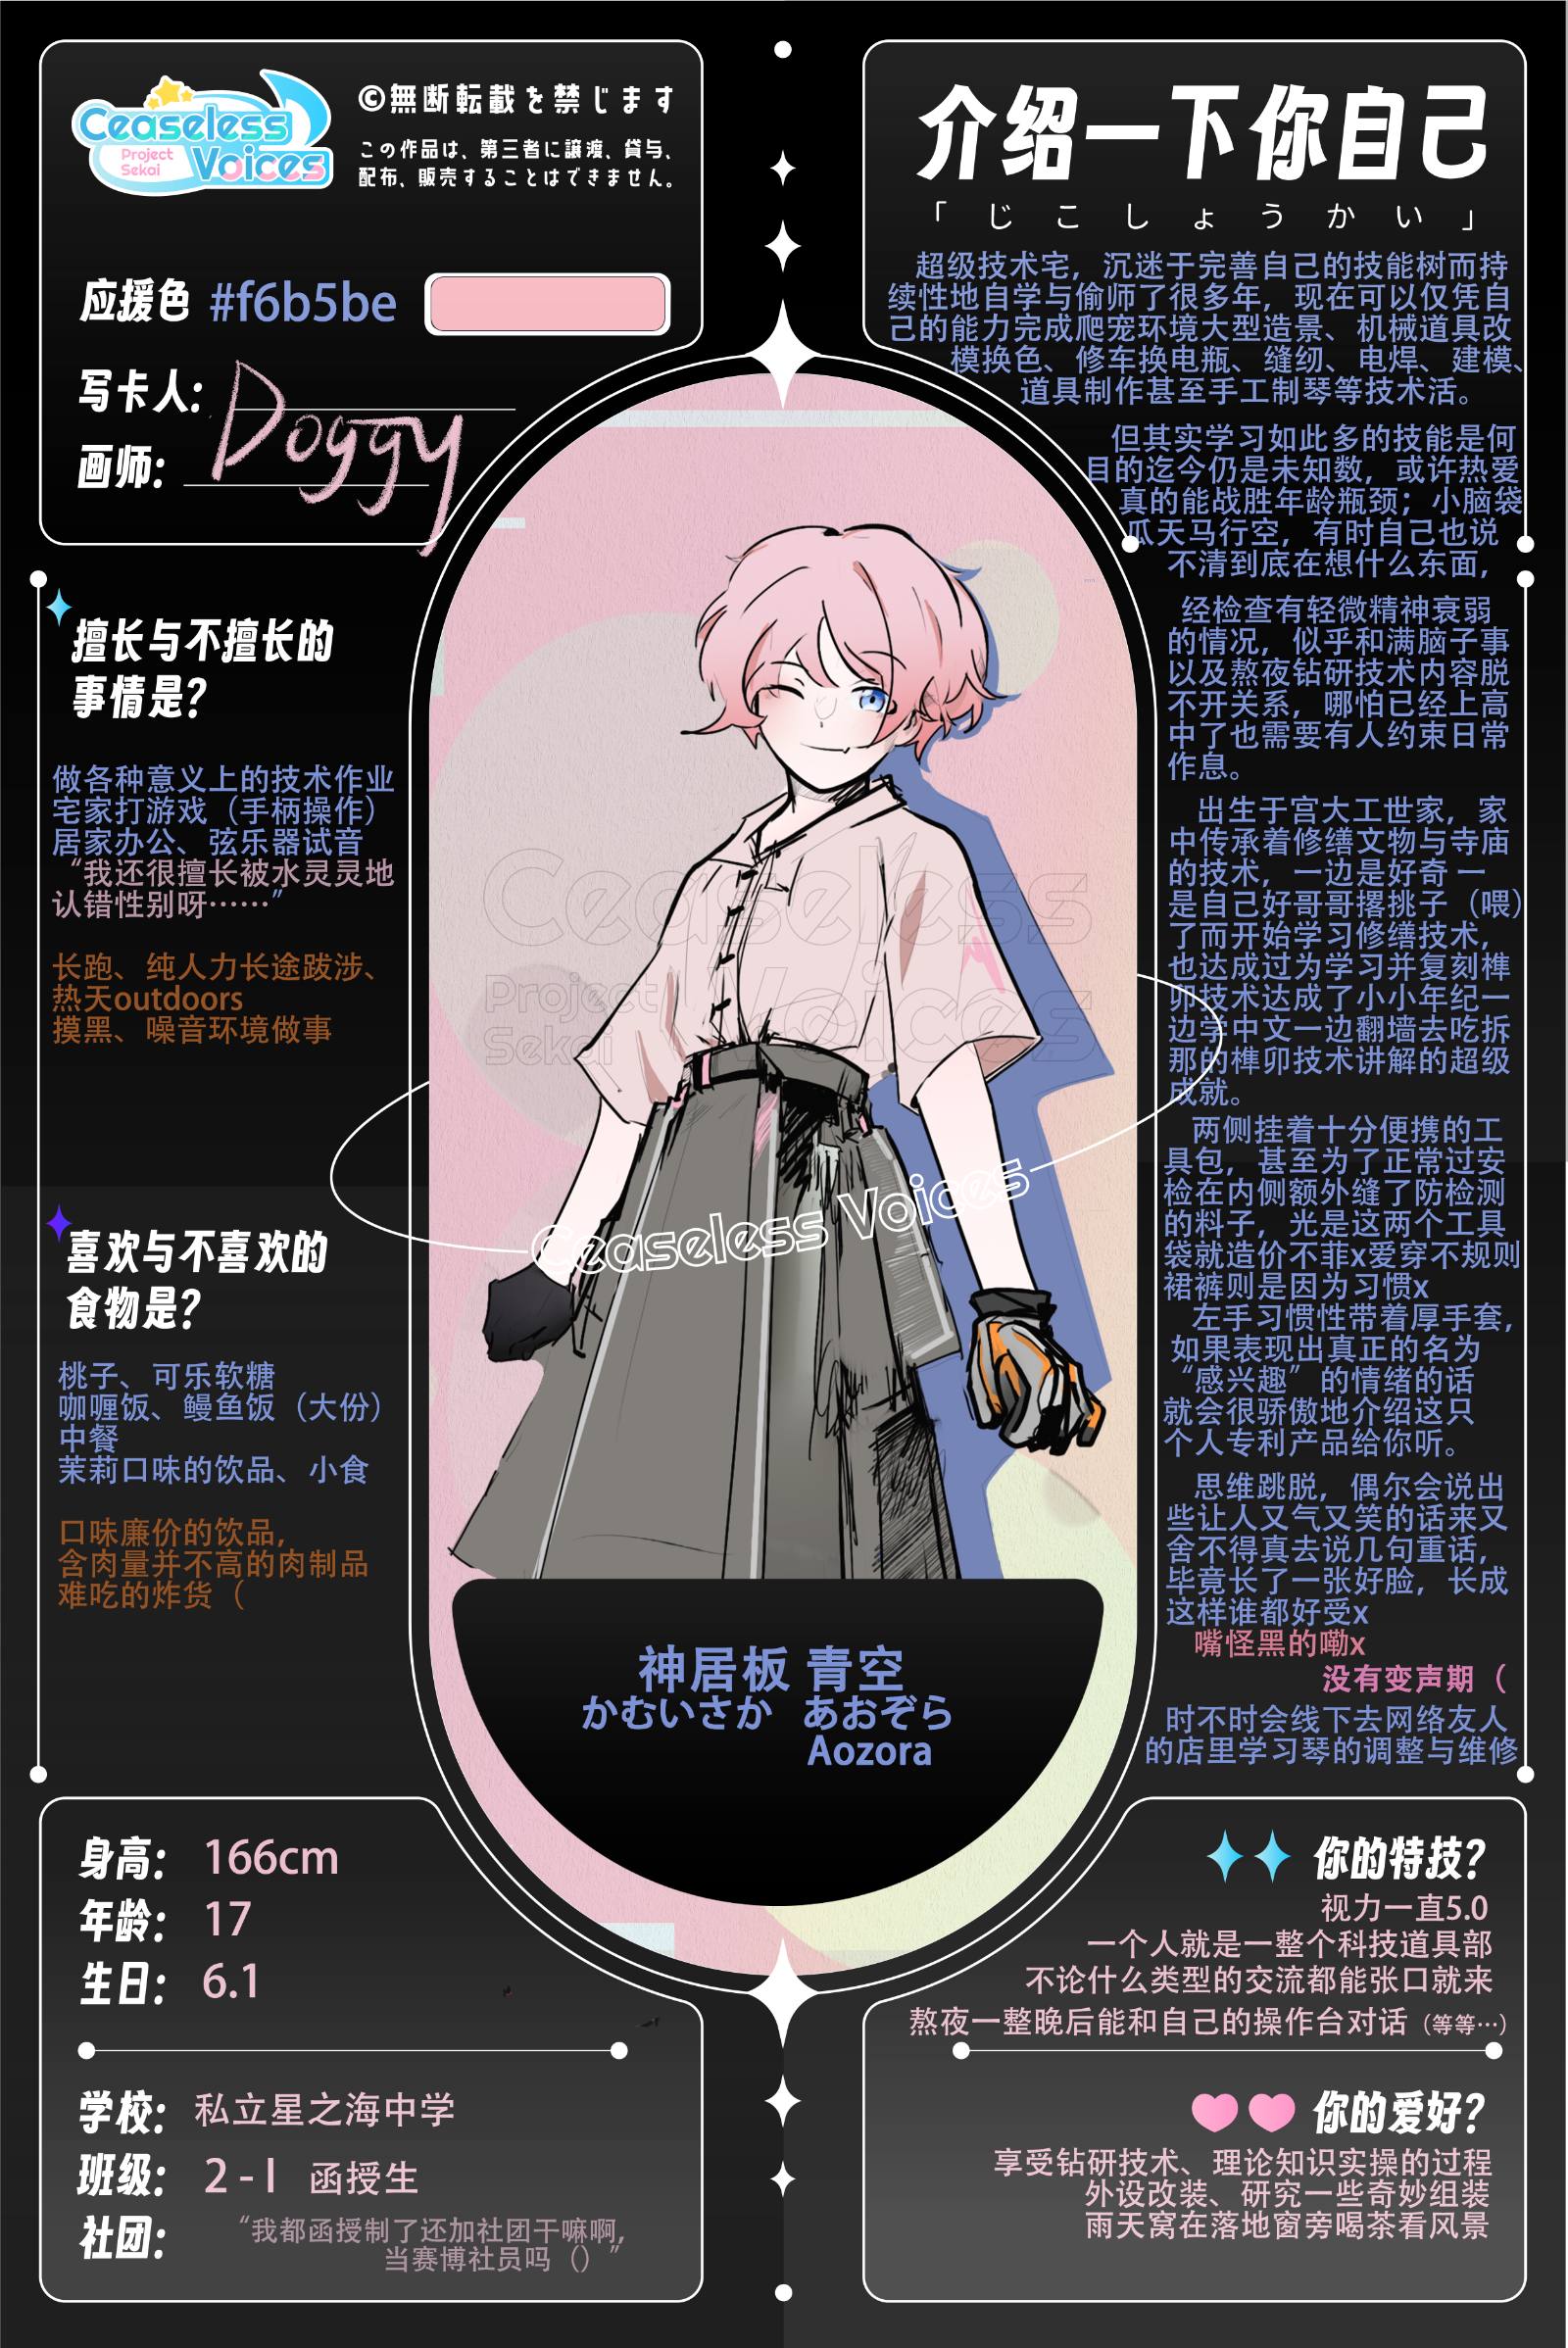 Ceaseless
Voices
Project
Sekai
©無断転載を禁じます
この作品は、第三者に譲渡、貸与、
配布、販売することはできません。
应援色 #f6b5be
写卡人:
Doggy
画师:
介绍一下你自己
「じこしょうかい」
超级技术宅，沉迷于完善自己的技能树而持
续性地自学与偷师了很多年，现在可以仅凭自
己的能力完成爬宠环境大型造景、机械道具改
模换色、修车换电瓶、缝纫、电焊、建模、
道具制作甚至手工制琴等技术活。
但其实学习如此多的技能是何
目的迄今仍是未知数，或许热爱
真的能战胜年龄瓶颈；小脑袋
瓜天马行空，有时自己也说
不清到底在想什么东面，
经检查有轻微精神衰弱
的情况，似乎和满脑子事
以及熬夜钻研技术内容脱
不开关系，哪怕已经上高
中了也需要有人约束日常
作息。
出生于宫大工世家，家
中传承着修缮文物与寺庙
的技术，一边是好奇 一
是自己好哥哥撂挑子（喂）
了而开始学习修缮技术，
也达成过为学习并复刻榫
卯技术达成了小小年纪一
边学中文一边翻墙去吃拆
那的榫卯技术讲解的超级
成就。
两侧挂着十分便携的工
具包，甚至为了正常过安
检在内侧额外缝了防检测
的料子，光是这两个工具
袋就造价不菲x爱穿不规则
裙裤则是因为习惯x
左手习惯性带着厚手套，
如果表现出真正的名为
“感兴趣”的情绪的话
就会很骄傲地介绍这只
个人专利产品给你听。
思维跳脱，偶尔会说出
些让人又气又笑的话来又
舍不得真去说几句重话，
毕竟长了一张好脸，长成
这样谁都好受x
嘴怪黑的嘞x
没有变声期（
时不时会线下去网络友人
的店里学习琴的调整与维修
擅长与不擅长的
事情是？
做各种意义上的技术作业
宅家打游戏（手柄操作）
居家办公、弦乐器试音
“我还很擅长被水灵灵地
认错性别呀……”
长跑、纯人力长途跋涉、
热天outdoors
摸黑、噪音环境做事
喜欢与不喜欢的
食物是？
桃子、可乐软糖
咖喱饭、鳗鱼饭（大份）
中餐
茉莉口味的饮品、小食
口味廉价的饮品，
含肉量并不高的肉制品
难吃的炸货（
Ceaseless
Voices
Project
Sekai
Ceaseless Voices
神居板 青空
かむいさか あおぞら
Aozora
身高: 166cm
年龄: 17
生日: 6.1
学校: 私立星之海中学
班级: 2 - I 函授生
社团: “我都函授制了还加社团干嘛啊，
当赛博社员吗（）”
你的特技？
视力一直5.0
一个人就是一整个科技道具部
不论什么类型的交流都能张口就来
熬夜一整晚后能和自己的操作台对话（等等…）
你的爱好？
享受钻研技术、理论知识实操的过程
外设改装、研究一些奇妙组装
雨天窝在落地窗旁喝茶看风景